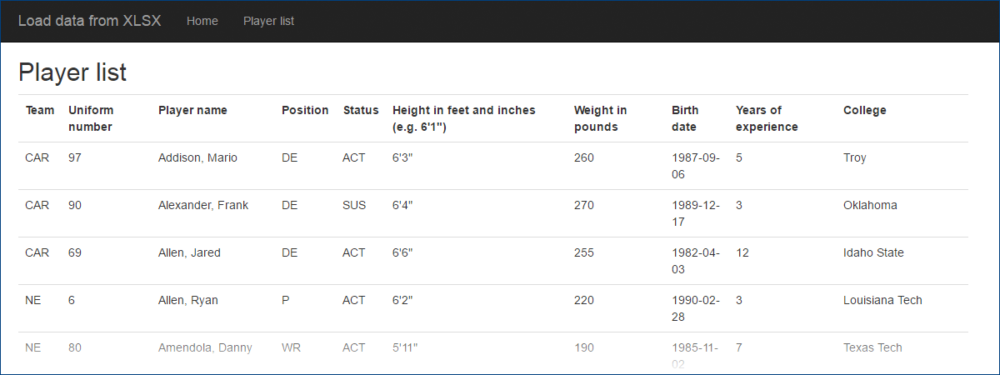 Load data from XLSX Home Player list
Player list
Team Uniform number Player name Position Status Height in feet and inches (e.g. 6'1") Weight in pounds Birth date Years of experience College
CAR 97 Addison, Mario DE ACT 6'3" 260 1987-09-06 5 Troy
CAR 90 Alexander, Frank DE SUS 6'4" 270 1989-12-17 3 Oklahoma
CAR 69 Allen, Jared DE ACT 6'6" 255 1982-04-03 12 Idaho State
NE 6 Allen, Ryan P ACT 6'2" 220 1990-02-28 3 Louisiana Tech
NE 80 Amendola, Danny WR ACT 5'11" 190 1985-11-02 7 Texas Tech